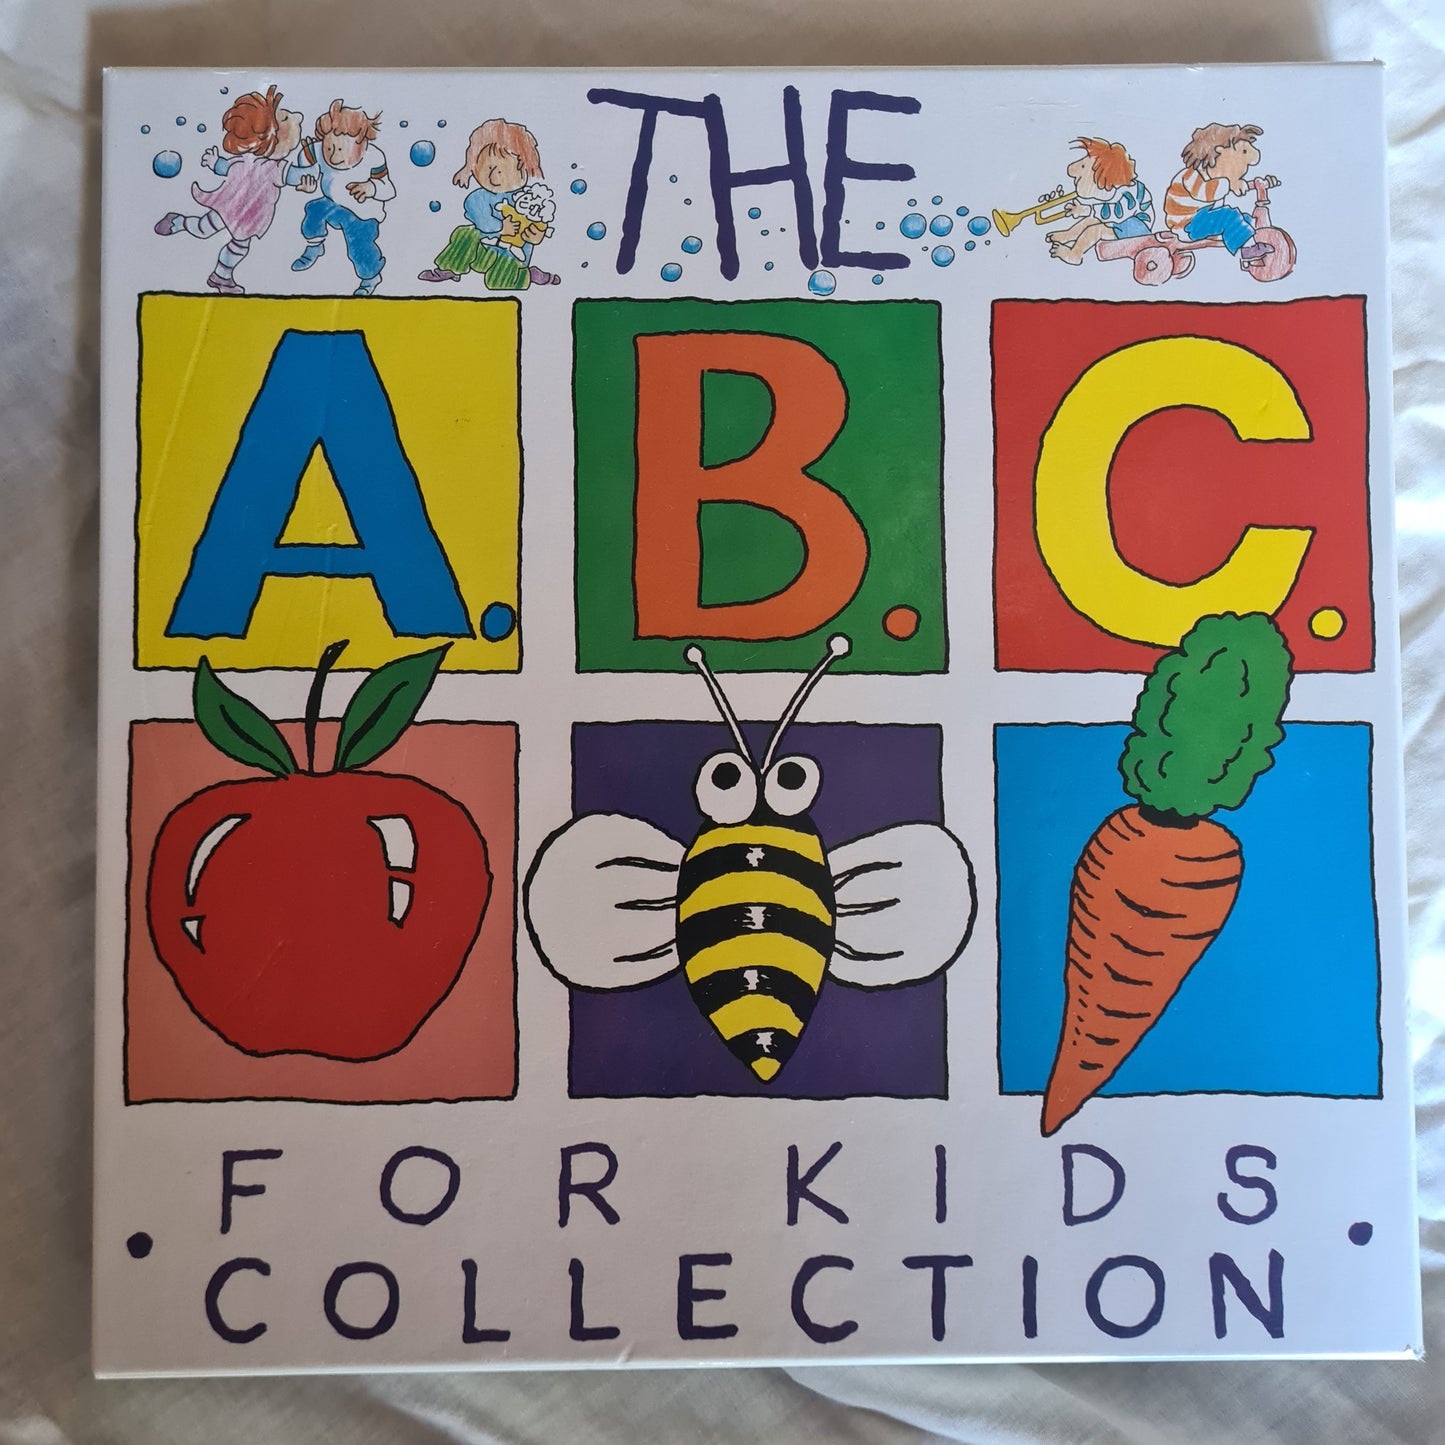 THE
A.B.C.
FOR KIDS
.COLLECTION.